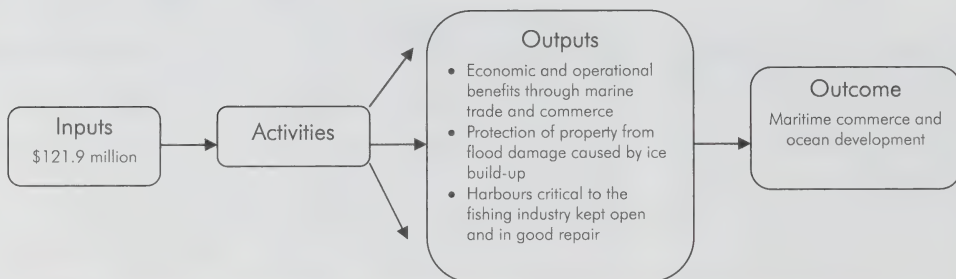 Inputs
$121.9 million
Activities
Outputs
• Economic and operational
benefits through marine
trade and commerce
• Protection of property from
flood damage caused by ice
build-up
• Harbours critical to the
fishing industry kept open
and in good repair
Outcome
Maritime commerce and
ocean development